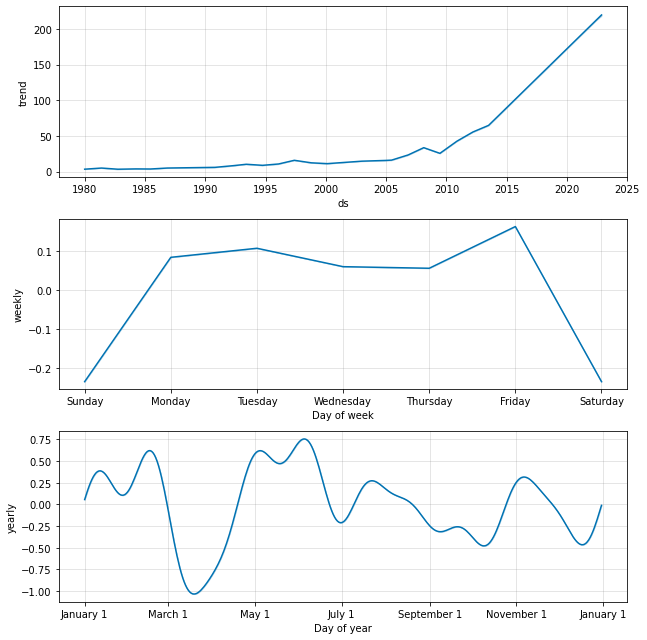 200
150
100
50
0
trend
1980 1985 1990 1995 2000 2005 2010 2015 2020 2025
ds
0.1
0.0
−0.1
−0.2
weekly
Sunday Monday Tuesday Wednesday Thursday Friday Saturday
Day of week
0.75
0.50
0.25
0.00
−0.25
−0.50
−0.75
−1.00
yearly
January 1 March 1 May 1 July 1 September 1 November 1 January 1
Day of year